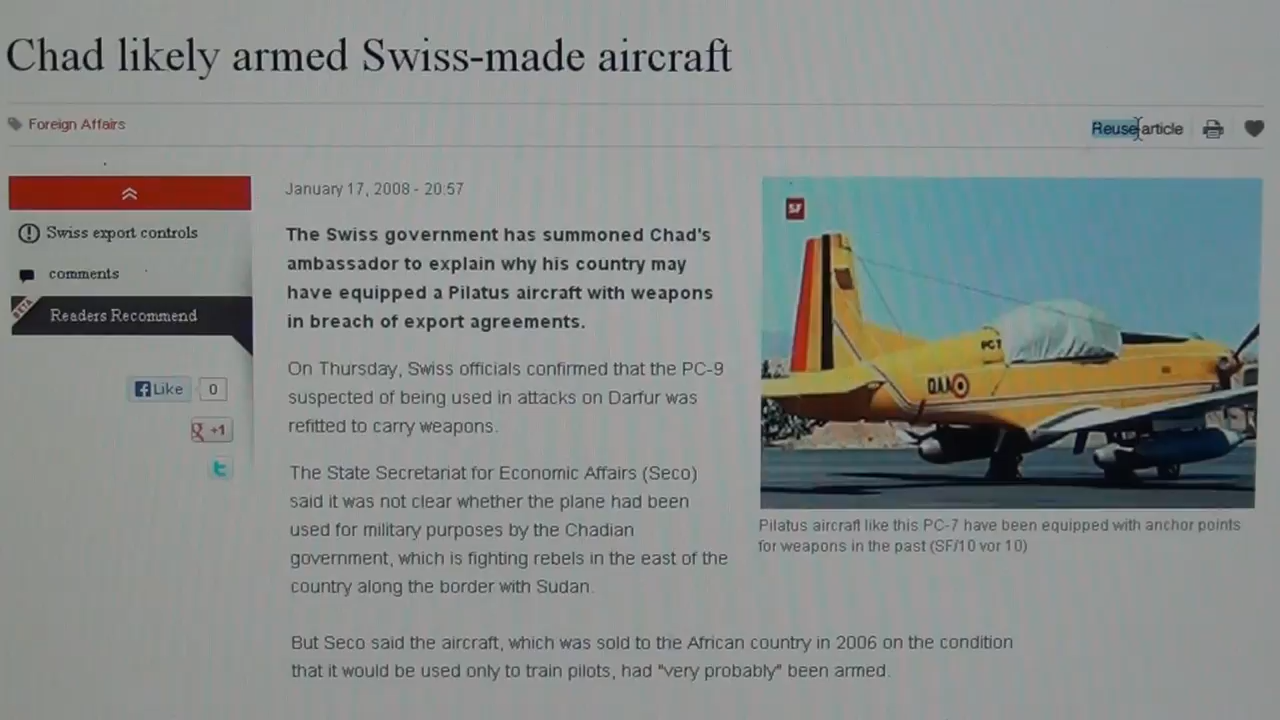 Chad likely armed Swiss-made aircraft
Foreign Affairs
Reuse article
Swiss export controls
comments
BETA
Readers Recommend
Like 0
+1
January 17, 2008 - 20:57
The Swiss government has summoned Chad's
ambassador to explain why his country may
have equipped a Pilatus aircraft with weapons
in breach of export agreements.
On Thursday, Swiss officials confirmed that the PC-9
suspected of being used in attacks on Darfur was
refitted to carry weapons.
The State Secretariat for Economic Affairs (Seco)
said it was not clear whether the plane had been
used for military purposes by the Chadian
government, which is fighting rebels in the east of the
country along the border with Sudan.
But Seco said the aircraft, which was sold to the African country in 2006 on the condition
that it would be used only to train pilots, had "very probably" been armed.
SF
PC 7
QAA
Pilatus aircraft like this PC-7 have been equipped with anchor points
for weapons in the past (SF/10 vor 10)